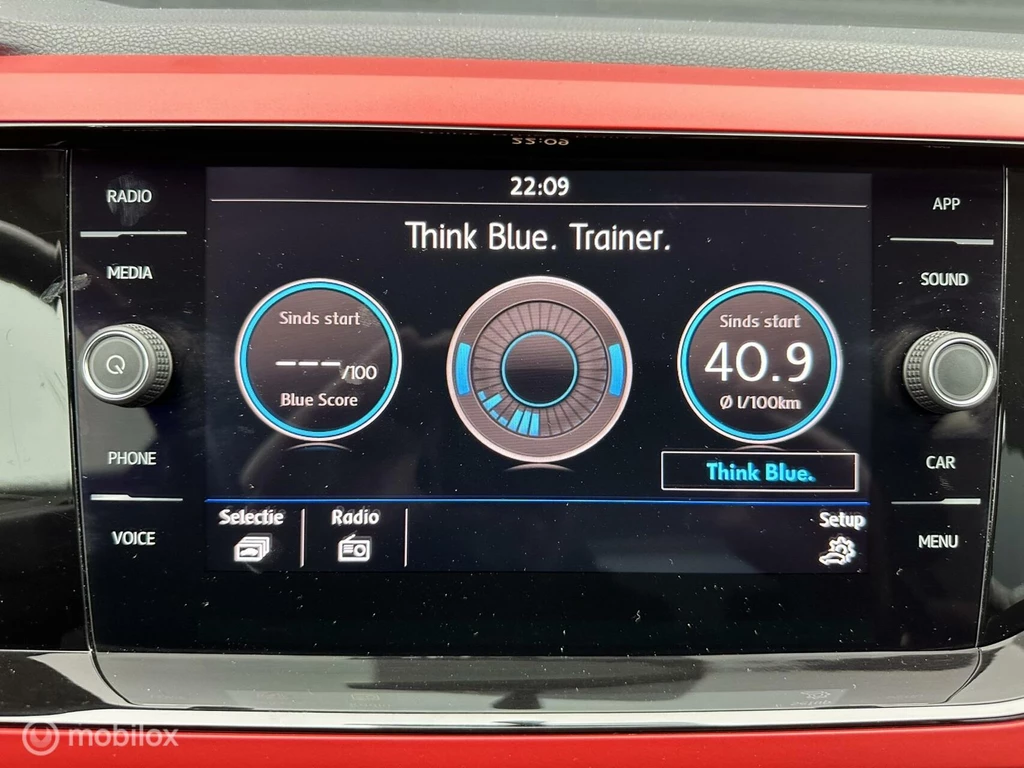 RADIO
MEDIA
PHONE
VOICE
22:09
Think Blue. Trainer.
Sinds start
---/100
Blue Score
Sinds start
40.9
Ø l/100km
Think Blue.
Selectie
Radio
Setup
APP
SOUND
CAR
MENU
mobilox